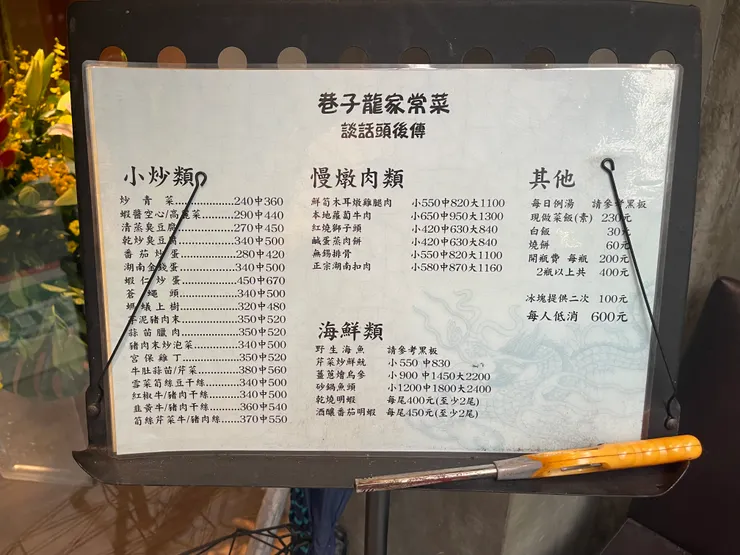 巷子龍家常菜
談話頭後傳
小炒類
炒青菜......................240中360
蝦醬空心/高麗菜.........290中440
清蒸臭豆腐................270中450
乾炒臭豆腐................340中500
番茄炒蛋...................280中420
湖南金錢蛋................340中500
蝦仁炒蛋...................450中670
蒼蠅頭......................340中500
螞蟻上樹...................320中480
芋泥豬肉末................350中520
蒜苗臘肉...................350中520
豬肉末炒泡菜.............340中500
宮保雞丁...................350中520
牛肚蒜苗/芹菜............380中560
雪菜筍絲豆干絲..........340中500
紅椒牛/豬肉干絲.........340中500
韭黃牛/豬肉干絲.........360中540
筍絲芹菜牛/豬肉絲......370中550
慢燉肉類
鮮筍木耳燉雞腿肉 小550中820大1100
本地蘿蔔牛肉 小650中950大1300
紅燒獅子頭 小420中630大840
鹹蛋蒸肉餅 小420中630大840
無錫排骨 小550中820大1100
正宗湖南扣肉 小580中870大1160
海鮮類
野生海魚 請參考黑板
芹菜炒鮮魷 小550 中830
薑蔥燴烏參 小900 中1450大2200
砂鍋魚頭 小1200中1800大2400
乾燒明蝦 每尾400元(至少2尾)
酒釀番茄明蝦 每尾450元(至少2尾)
其他
每日例湯 請參考黑板
現做菜飯(素) 230元
白飯 30元
燒餅 60元
開瓶費 每瓶 200元
2瓶以上共 400元
冰塊提供二次 100元
每人低消 600元